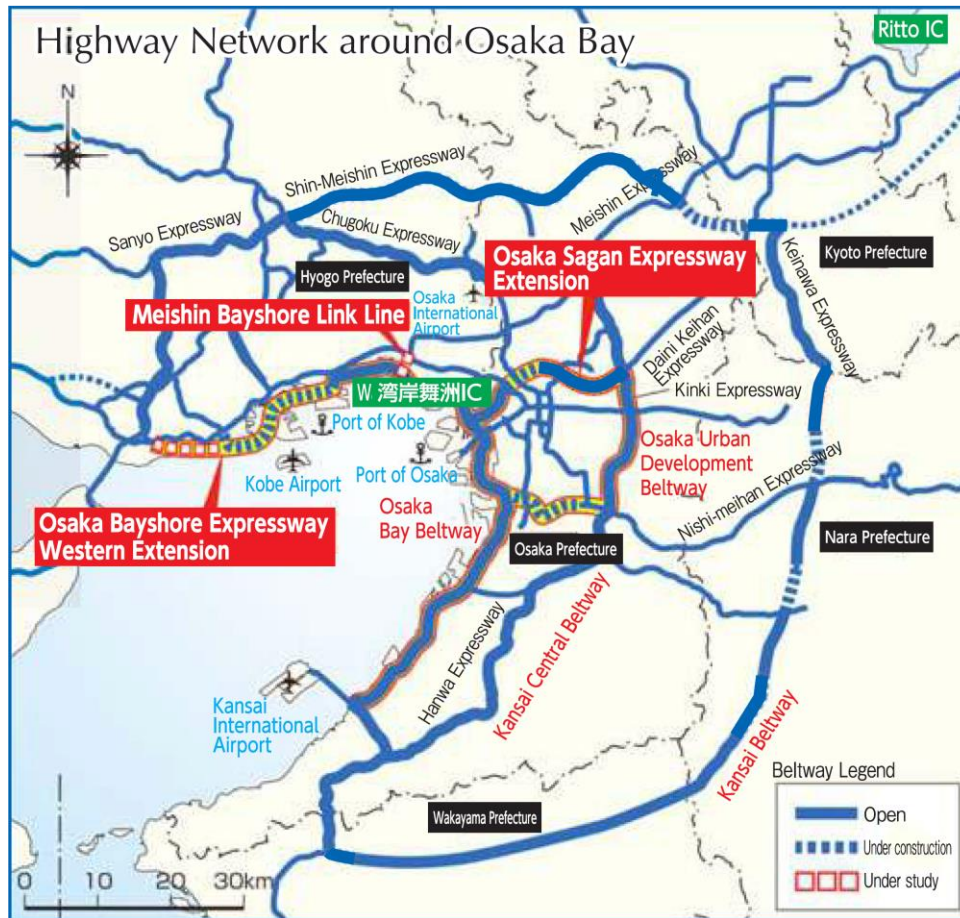 Highway Network around Osaka Bay
Ritto IC
N
Shin-Meishin Expressway
Meishin Expressway
Sanyo Expressway
Chugoku Expressway
Hyogo Prefecture
Osaka Sagan Expressway
Extension
Kyoto Prefecture
Keinawa Expressway
Osaka
International
Airport
Meishin Bayshore Link Line
Daini Keihan
Expressway
Kinki Expressway
W. 湾岸舞洲IC
Port of Kobe
Kobe Airport
Port of Osaka
Osaka Urban
Development
Beltway
Osaka
Bay Beltway
Nishi-meihan Expressway
Osaka Bayshore Expressway
Western Extension
Osaka Prefecture
Nara Prefecture
Hanwa Expressway
Kansai Central Beltway
Kansai
International
Airport
Kansai Beltway
Wakayama Prefecture
Beltway Legend
Open
Under construction
Under study
0 10 20 30km